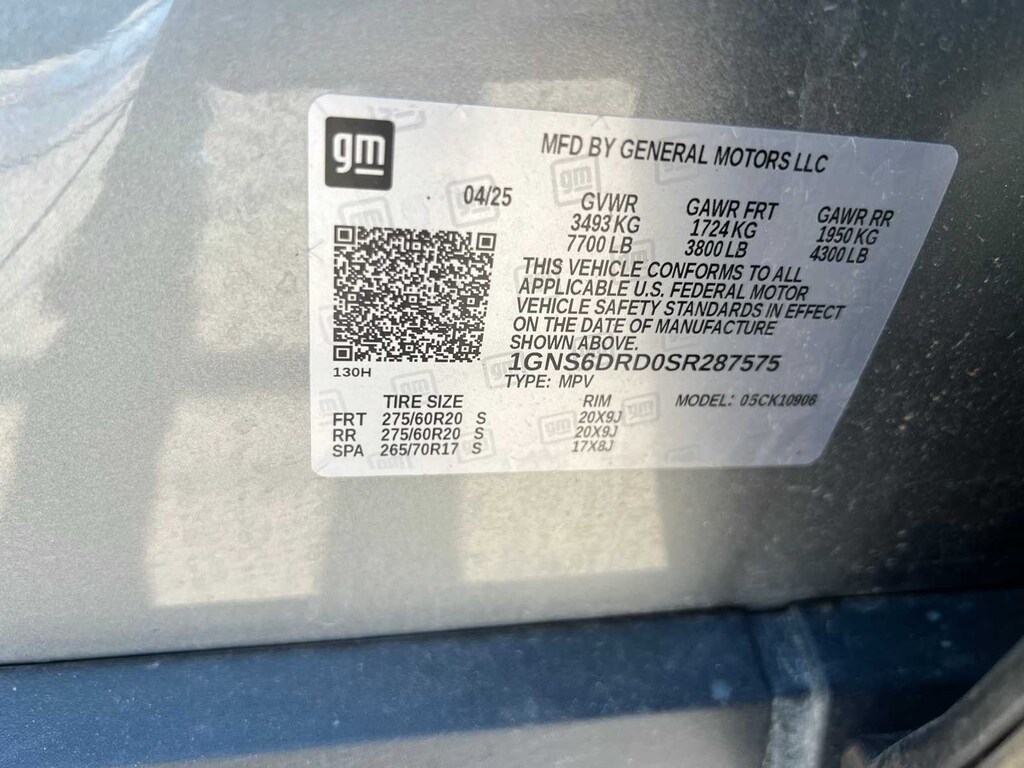 gm
MFD BY GENERAL MOTORS LLC
04/25 GVWR GAWR FRT GAWR RR
3493 KG 1724 KG 1950 KG
7700 LB 3800 LB 4300 LB
THIS VEHICLE CONFORMS TO ALL
APPLICABLE U.S. FEDERAL MOTOR
VEHICLE SAFETY STANDARDS IN EFFECT
ON THE DATE OF MANUFACTURE
SHOWN ABOVE.
1GNS6DRD0SR287575
130H
TYPE: MPV
TIRE SIZE RIM MODEL: 05CK10906
FRT 275/60R20 S 20X9J
RR 275/60R20 S 20X9J
SPA 265/70R17 S 17X8J